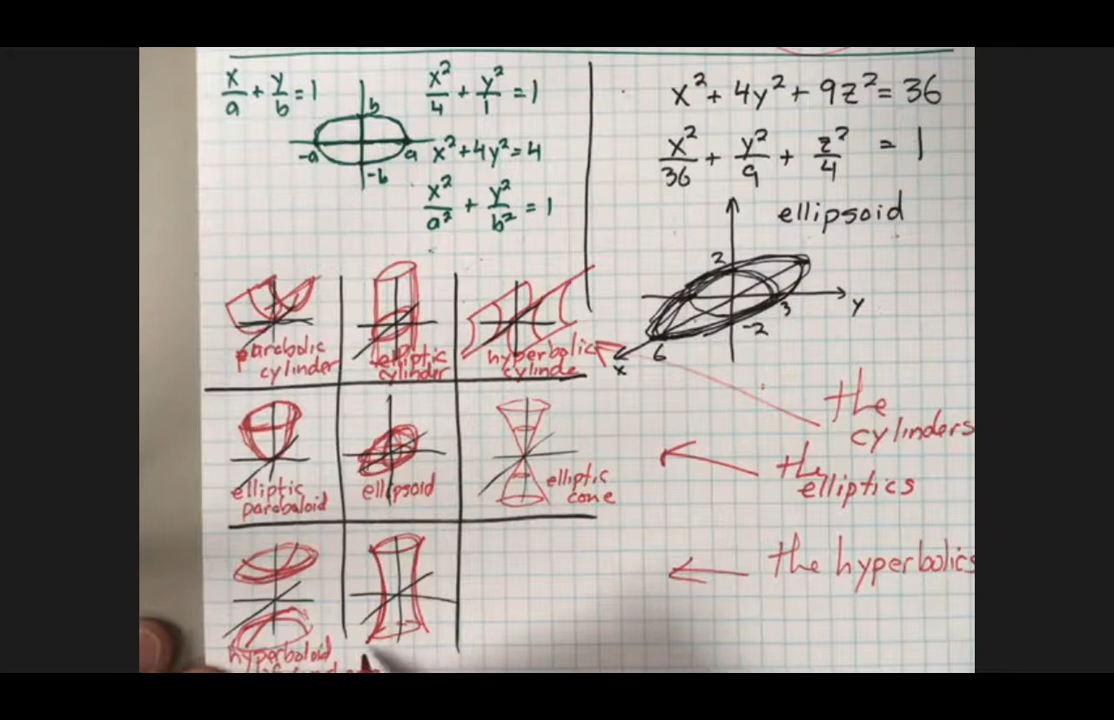 x/a + y/b = 1
b
-a
a
-b
x²/4 + y²/1 = 1
x²+4y²=4
x²/a² + y²/b² = 1
x²+ 4y²+ 9z²= 36
x²/36 + y²/9 + z²/4 = 1
ellipsoid
2
3
-2
6
x
y
parabolic
cylinder
elliptic
cylinder
hyperbolic
cylinde
the
cylinders
elliptic
parabaloid
ellipsoid
elliptic
cone
the
elliptics
the hyperbolics
hyperboloid